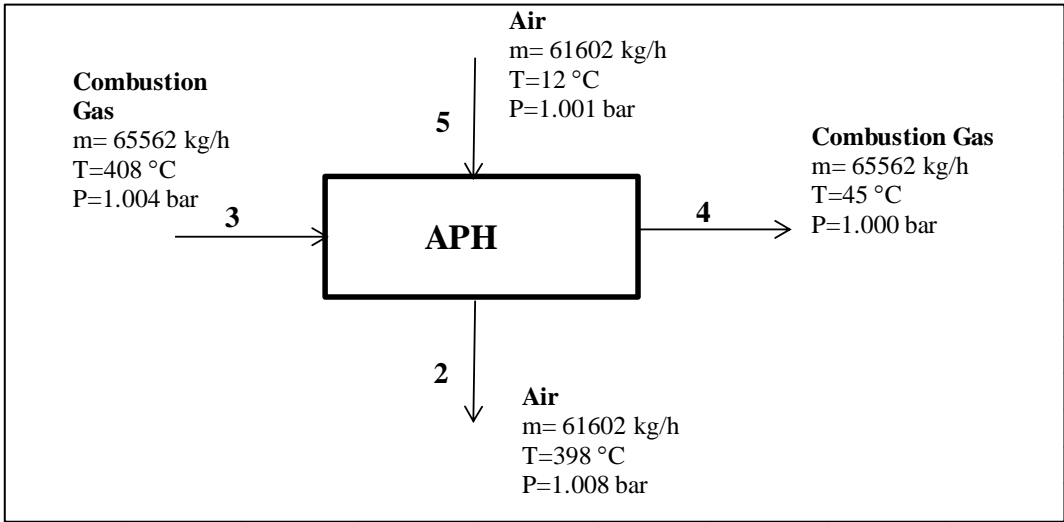 Combustion
Gas
m= 65562 kg/h
T=408 °C
P=1.004 bar
3
Air
m= 61602 kg/h
T=12 °C
P=1.001 bar
5
APH
Combustion Gas
m= 65562 kg/h
T=45 °C
P=1.000 bar
4
2
Air
m= 61602 kg/h
T=398 °C
P=1.008 bar